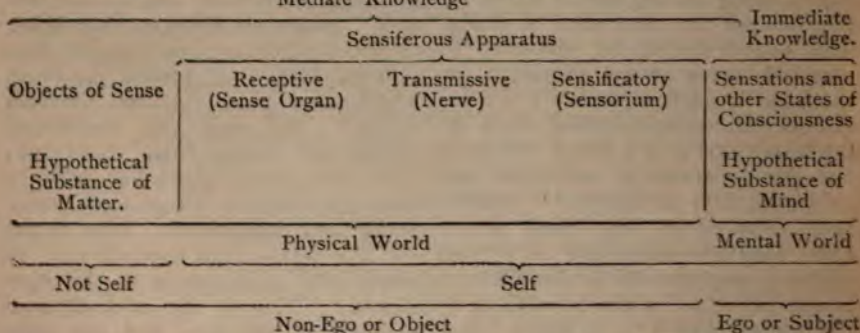 Mediate Knowledge
Immediate
Knowledge.
Sensiferous Apparatus
Objects of Sense
Receptive
(Sense Organ)
Transmissive
(Nerve)
Sensificatory
(Sensorium)
Sensations and
other States of
Consciousness
Hypothetical
Substance of
Matter.
Hypothetical
Substance of
Mind
Physical World
Mental World
Not Self
Self
Non-Ego or Object
Ego or Subject